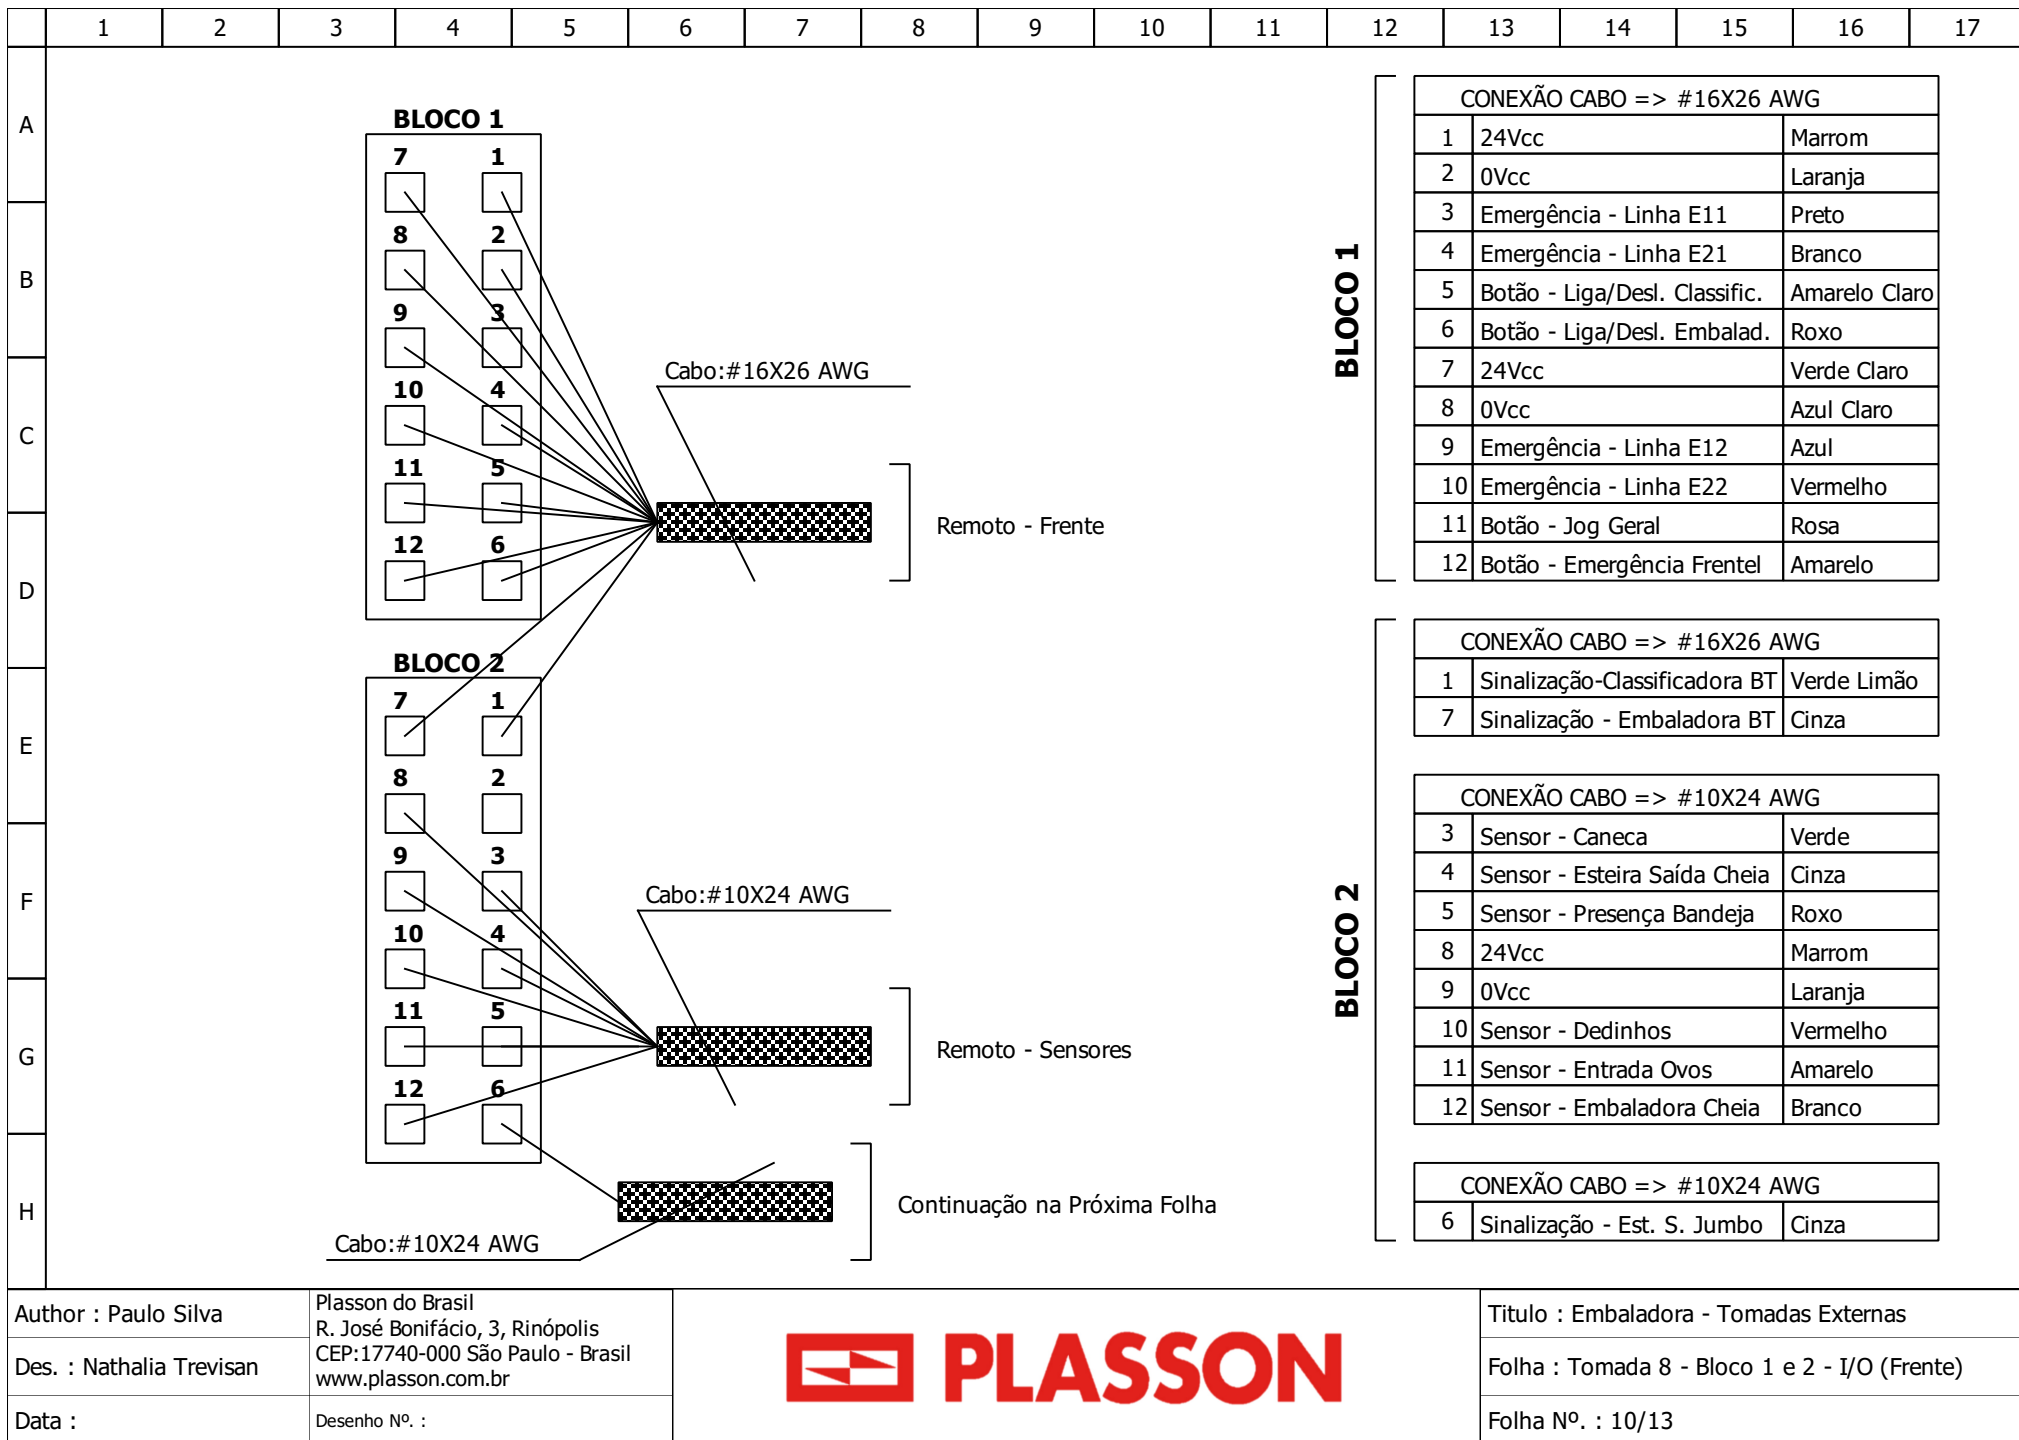 1 2 3 4 5 6 7 8 9 10 11 12 13 14 15 16 17
A
B
C
D
E
F
G
H
BLOCO 1
7 1
8 2
9 3
10 4
11 5
12 6
Cabo:#16X26 AWG
Remoto - Frente
BLOCO 2
7 1
8 2
9 3
10 4
11 5
12 6
Cabo:#10X24 AWG
Remoto - Sensores
Continuação na Próxima Folha
Cabo:#10X24 AWG
BLOCO 1
CONEXÃO CABO => #16X26 AWG
1 24Vcc Marrom
2 0Vcc Laranja
3 Emergência - Linha E11 Preto
4 Emergência - Linha E21 Branco
5 Botão - Liga/Desl. Classific. Amarelo Claro
6 Botão - Liga/Desl. Embalad. Roxo
7 24Vcc Verde Claro
8 0Vcc Azul Claro
9 Emergência - Linha E12 Azul
10 Emergência - Linha E22 Vermelho
11 Botão - Jog Geral Rosa
12 Botão - Emergência Frentel Amarelo
BLOCO 2
CONEXÃO CABO => #16X26 AWG
1 Sinalização-Classificadora BT Verde Limão
7 Sinalização - Embaladora BT Cinza
CONEXÃO CABO => #10X24 AWG
3 Sensor - Caneca Verde
4 Sensor - Esteira Saída Cheia Cinza
5 Sensor - Presença Bandeja Roxo
8 24Vcc Marrom
9 0Vcc Laranja
10 Sensor - Dedinhos Vermelho
11 Sensor - Entrada Ovos Amarelo
12 Sensor - Embaladora Cheia Branco
CONEXÃO CABO => #10X24 AWG
6 Sinalização - Est. S. Jumbo Cinza
Author : Paulo Silva
Des. : Nathalia Trevisan
Data :
Plasson do Brasil
R. José Bonifácio, 3, Rinópolis
CEP:17740-000 São Paulo - Brasil
www.plasson.com.br
Desenho Nº. :
PLASSON
Titulo : Embaladora - Tomadas Externas
Folha : Tomada 8 - Bloco 1 e 2 - I/O (Frente)
Folha Nº. : 10/13